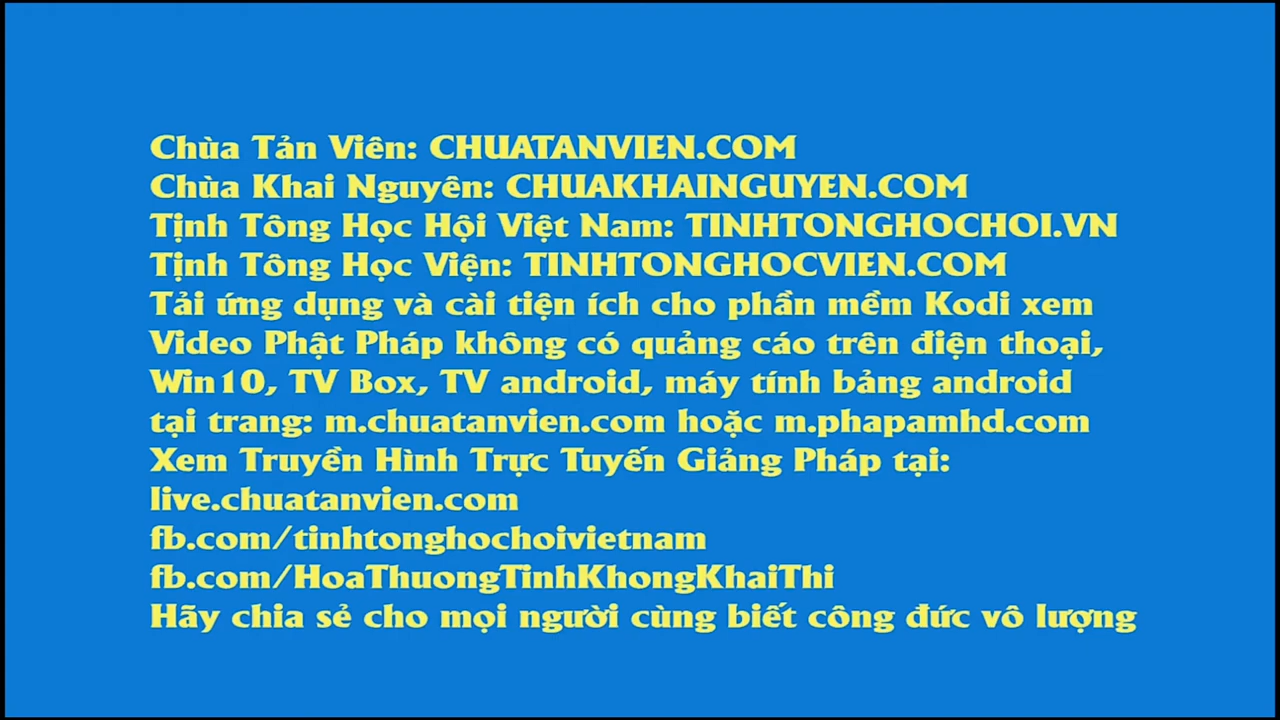 Chùa Tản Viên: CHUATANVIEN.COM
Chùa Khai Nguyên: CHUAKHAINGUYEN.COM
Tịnh Tông Học Hội Việt Nam: TINHTONGHOCHOI.VN
Tịnh Tông Học Viện: TINHTONGHOCVIEN.COM
Tải ứng dụng và cài tiện ích cho phần mềm Kodi xem
Video Phật Pháp không có quảng cáo trên điện thoại,
Win10, TV Box, TV android, máy tính bảng android
tại trang: m.chuatanvien.com hoặc m.phapamhd.com
Xem Truyền Hình Trực Tuyến Giảng Pháp tại:
live.chuatanvien.com
fb.com/tinhtonghochoivietnam
fb.com/HoaThuongTinhKhongKhaiThi
Hãy chia sẻ cho mọi người cùng biết công đức vô lượng